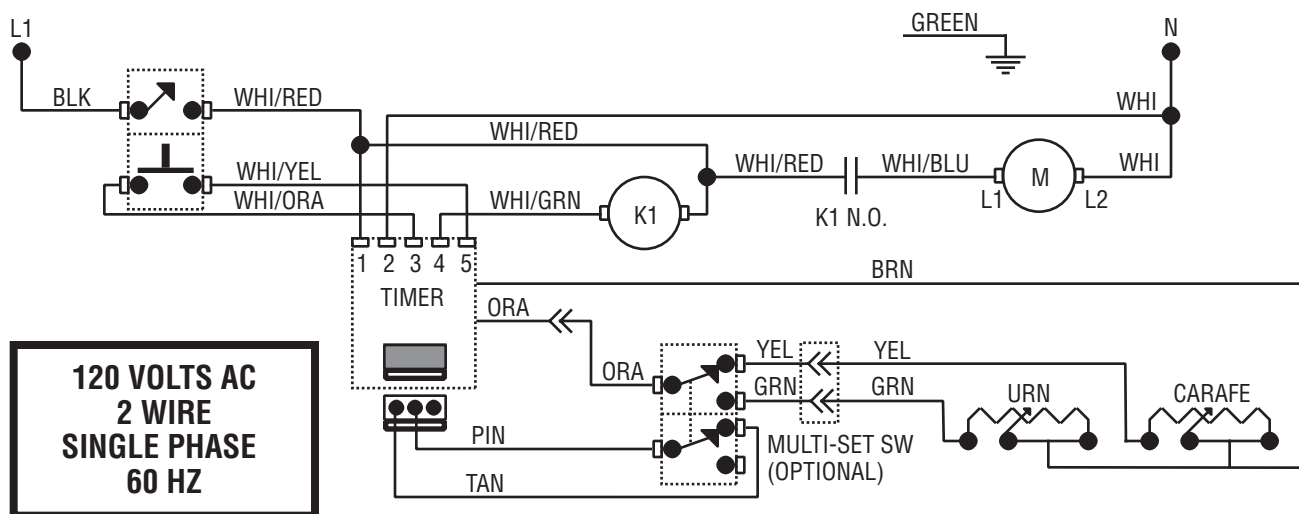 L1
GREEN
N
BLK
WHI/RED
WHI
WHI/RED
WHI/YEL
WHI/RED
WHI/BLU
M
WHI
WHI/ORA
WHI/GRN
K1
L1
L2
K1 N.O.
1 2 3 4 5
TIMER
BRN
ORA
YEL
YEL
ORA
GRN
GRN
URN
CARAFE
PIN
MULTI-SET SW
(OPTIONAL)
TAN
120 VOLTS AC
2 WIRE
SINGLE PHASE
60 HZ